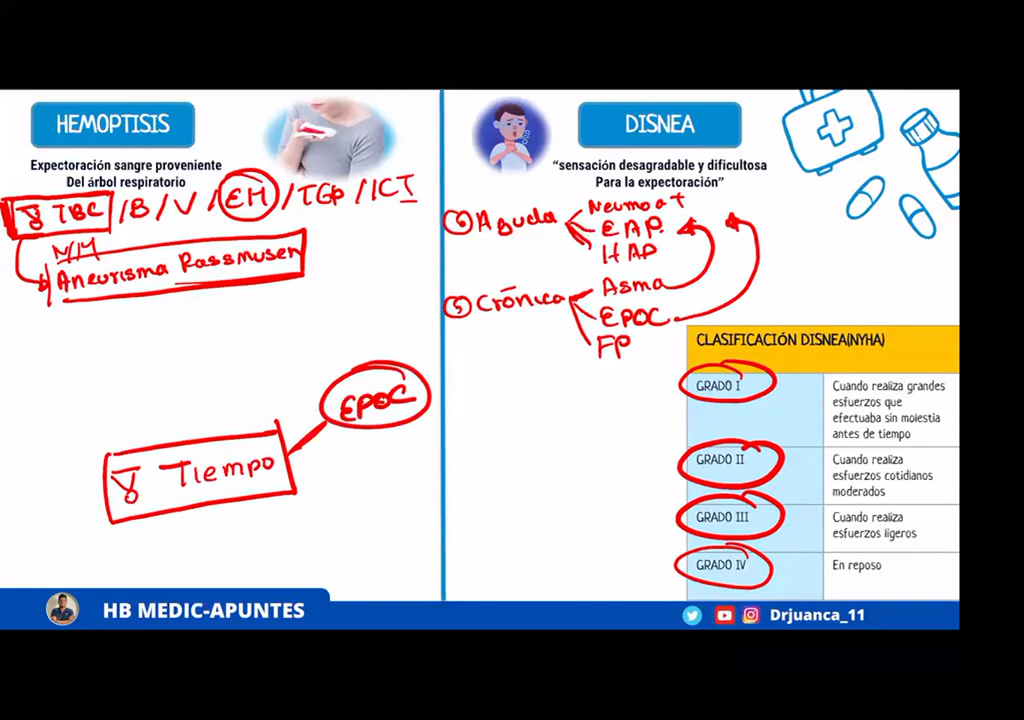 HEMOPTISIS
Expectoración sangre proveniente
Del árbol respiratorio
TBC / B / V / EM / TEP / ICI
N/M
Aneurisma Rassmusen
EPOC
Tiempo
DISNEA
“sensación desagradable y dificultosa
Para la expectoración”
Aguda
Neumo a +
EAP.
HAP
Crónica
Asma
EPOC
FP
CLASIFICACIÓN DISNEA(NYHA)
GRADO I
Cuando realiza grandes
esfuerzos que
efectuaba sin molestia
antes de tiempo
GRADO II
Cuando realiza
esfuerzos cotidianos
moderados
GRADO III
Cuando realiza
esfuerzos ligeros
GRADO IV
En reposo
HB MEDIC-APUNTES
Drjuanca_11